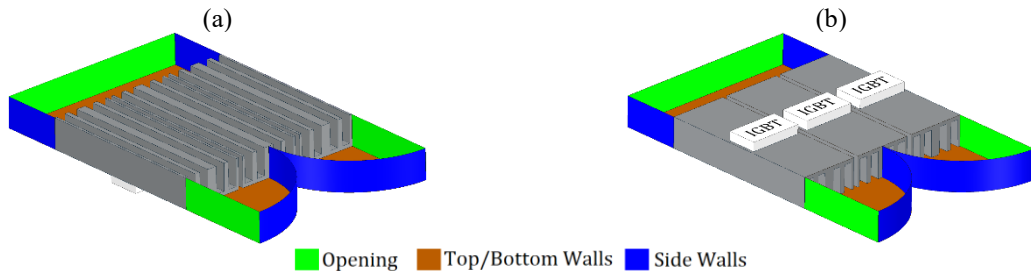 (a)
(b)
IGBT
IGBT
IGBT
Opening
Top/Bottom Walls
Side Walls